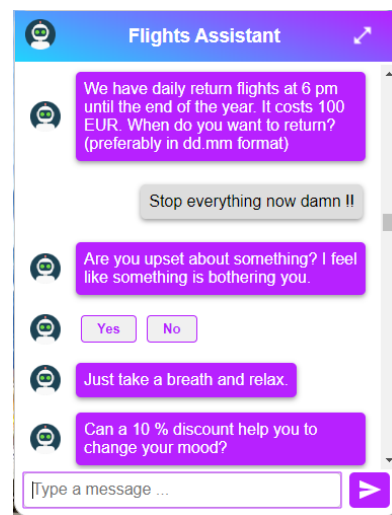 Flights Assistant
We have daily return flights at 6 pm
until the end of the year. It costs 100
EUR. When do you want to return?
(preferably in dd.mm format)
Stop everything now damn !!
Are you upset about something? I feel
like something is bothering you.
Yes No
Just take a breath and relax.
Can a 10 % discount help you to
change your mood?
Type a message ...